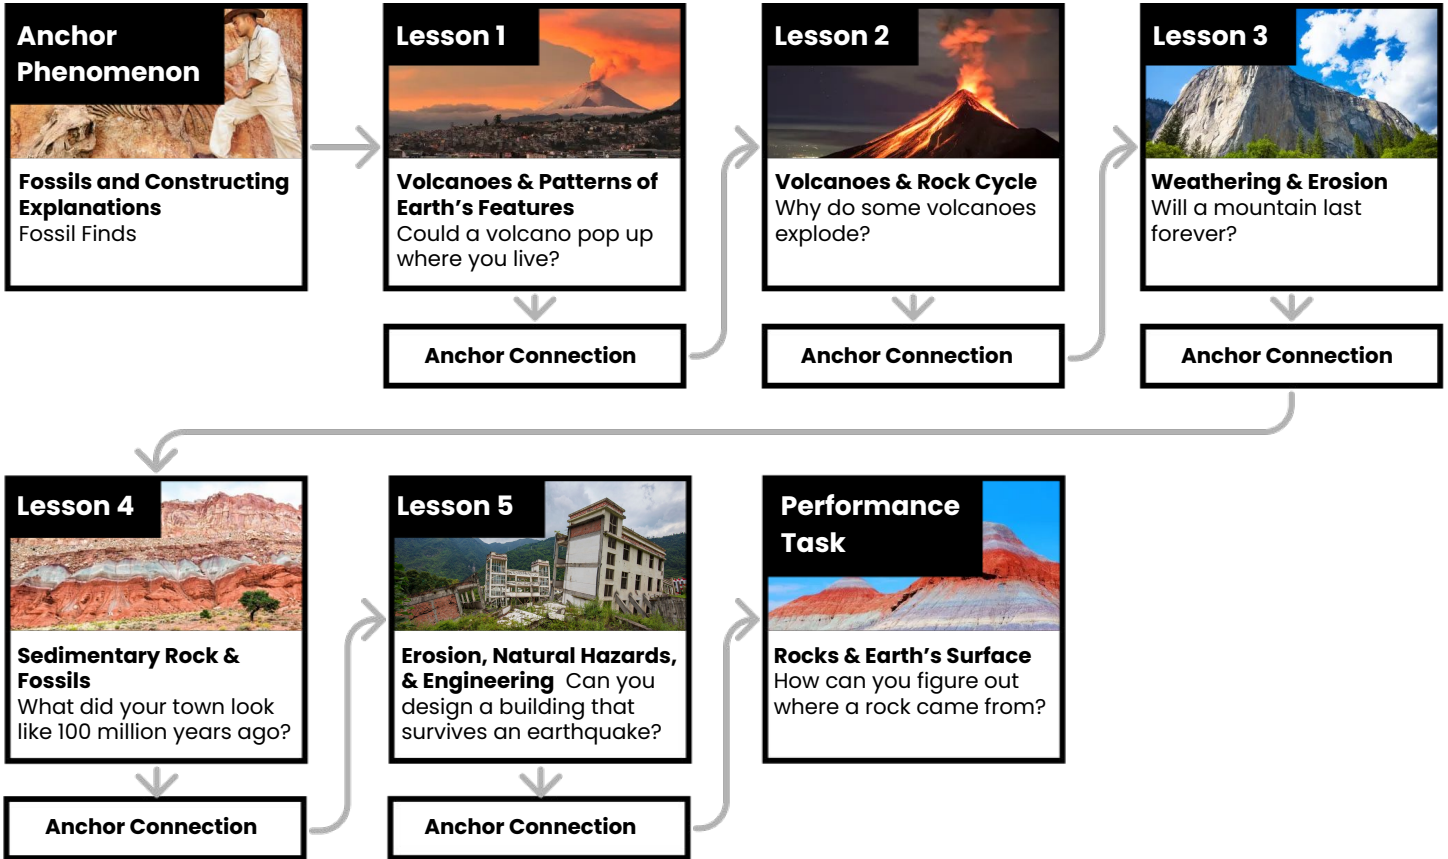 Anchor
Phenomenon
Fossils and Constructing
Explanations
Fossil Finds
Lesson 1
Volcanoes & Patterns of
Earth's Features
Could a volcano pop up
where you live?
Anchor Connection
Lesson 2
Volcanoes & Rock Cycle
Why do some volcanoes
explode?
Anchor Connection
Lesson 3
Weathering & Erosion
Will a mountain last
forever?
Anchor Connection
Lesson 4
Sedimentary Rock &
Fossils
What did your town look
like 100 million years ago?
Anchor Connection
Lesson 5
Erosion, Natural Hazards,
& Engineering Can you
design a building that
survives an earthquake?
Anchor Connection
Performance
Task
Rocks & Earth's Surface
How can you figure out
where a rock came from?